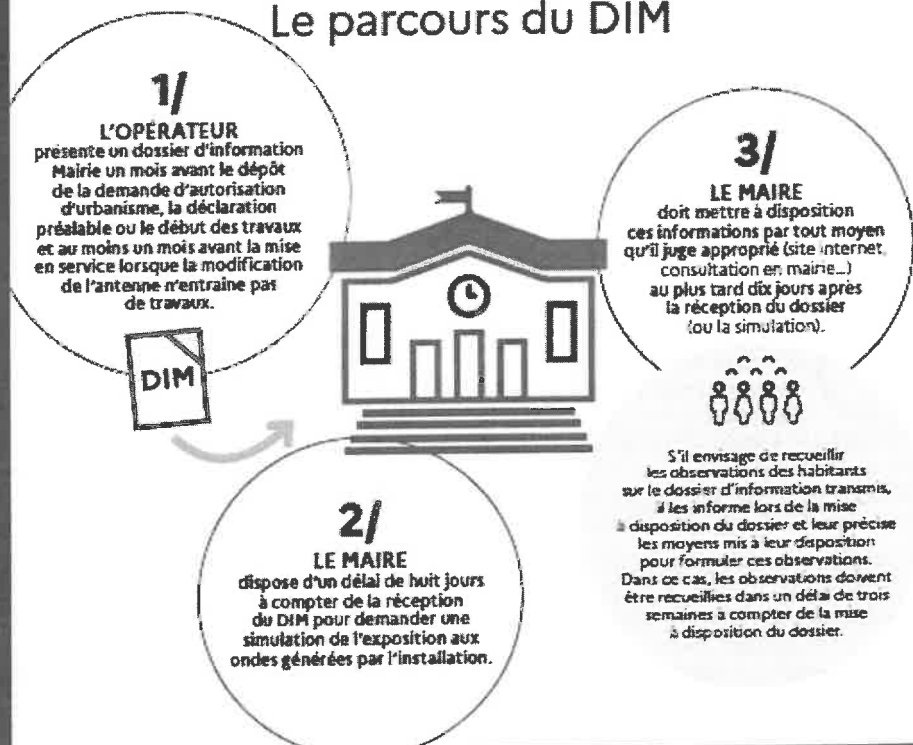 Le parcours du DIM
1/
L'OPÉRATEUR
présente un dossier d'information
Mairie un mois avant le dépôt
de la demande d'autorisation
d'urbanisme, la déclaration
préalable ou le début des travaux
et au moins un mois avant la mise
en service lorsque la modification
de l'antenne n'entraine pas
de travaux.
DIM
2/
LE MAIRE
dispose d'un délai de huit jours
à compter de la réception
du DIM pour demander une
simulation de l'exposition aux
ondes générées par l'installation.
3/
LE MAIRE
doit mettre à disposition
ces informations par tout moyen
qu'il juge approprié (site internet,
consultation en mairie...)
au plus tard dix jours après
la réception du dossier
(ou la simulation).
S'il envisage de recueillir
les observations des habitants
sur le dossier d'information transmis,
il les informe lors de la mise
à disposition du dossier et leur précise
les moyens mis à leur disposition
pour formuler ces observations.
Dans ce cas, les observations doivent
être recueillies dans un délai de trois
semaines à compter de la mise
à disposition du dossier.